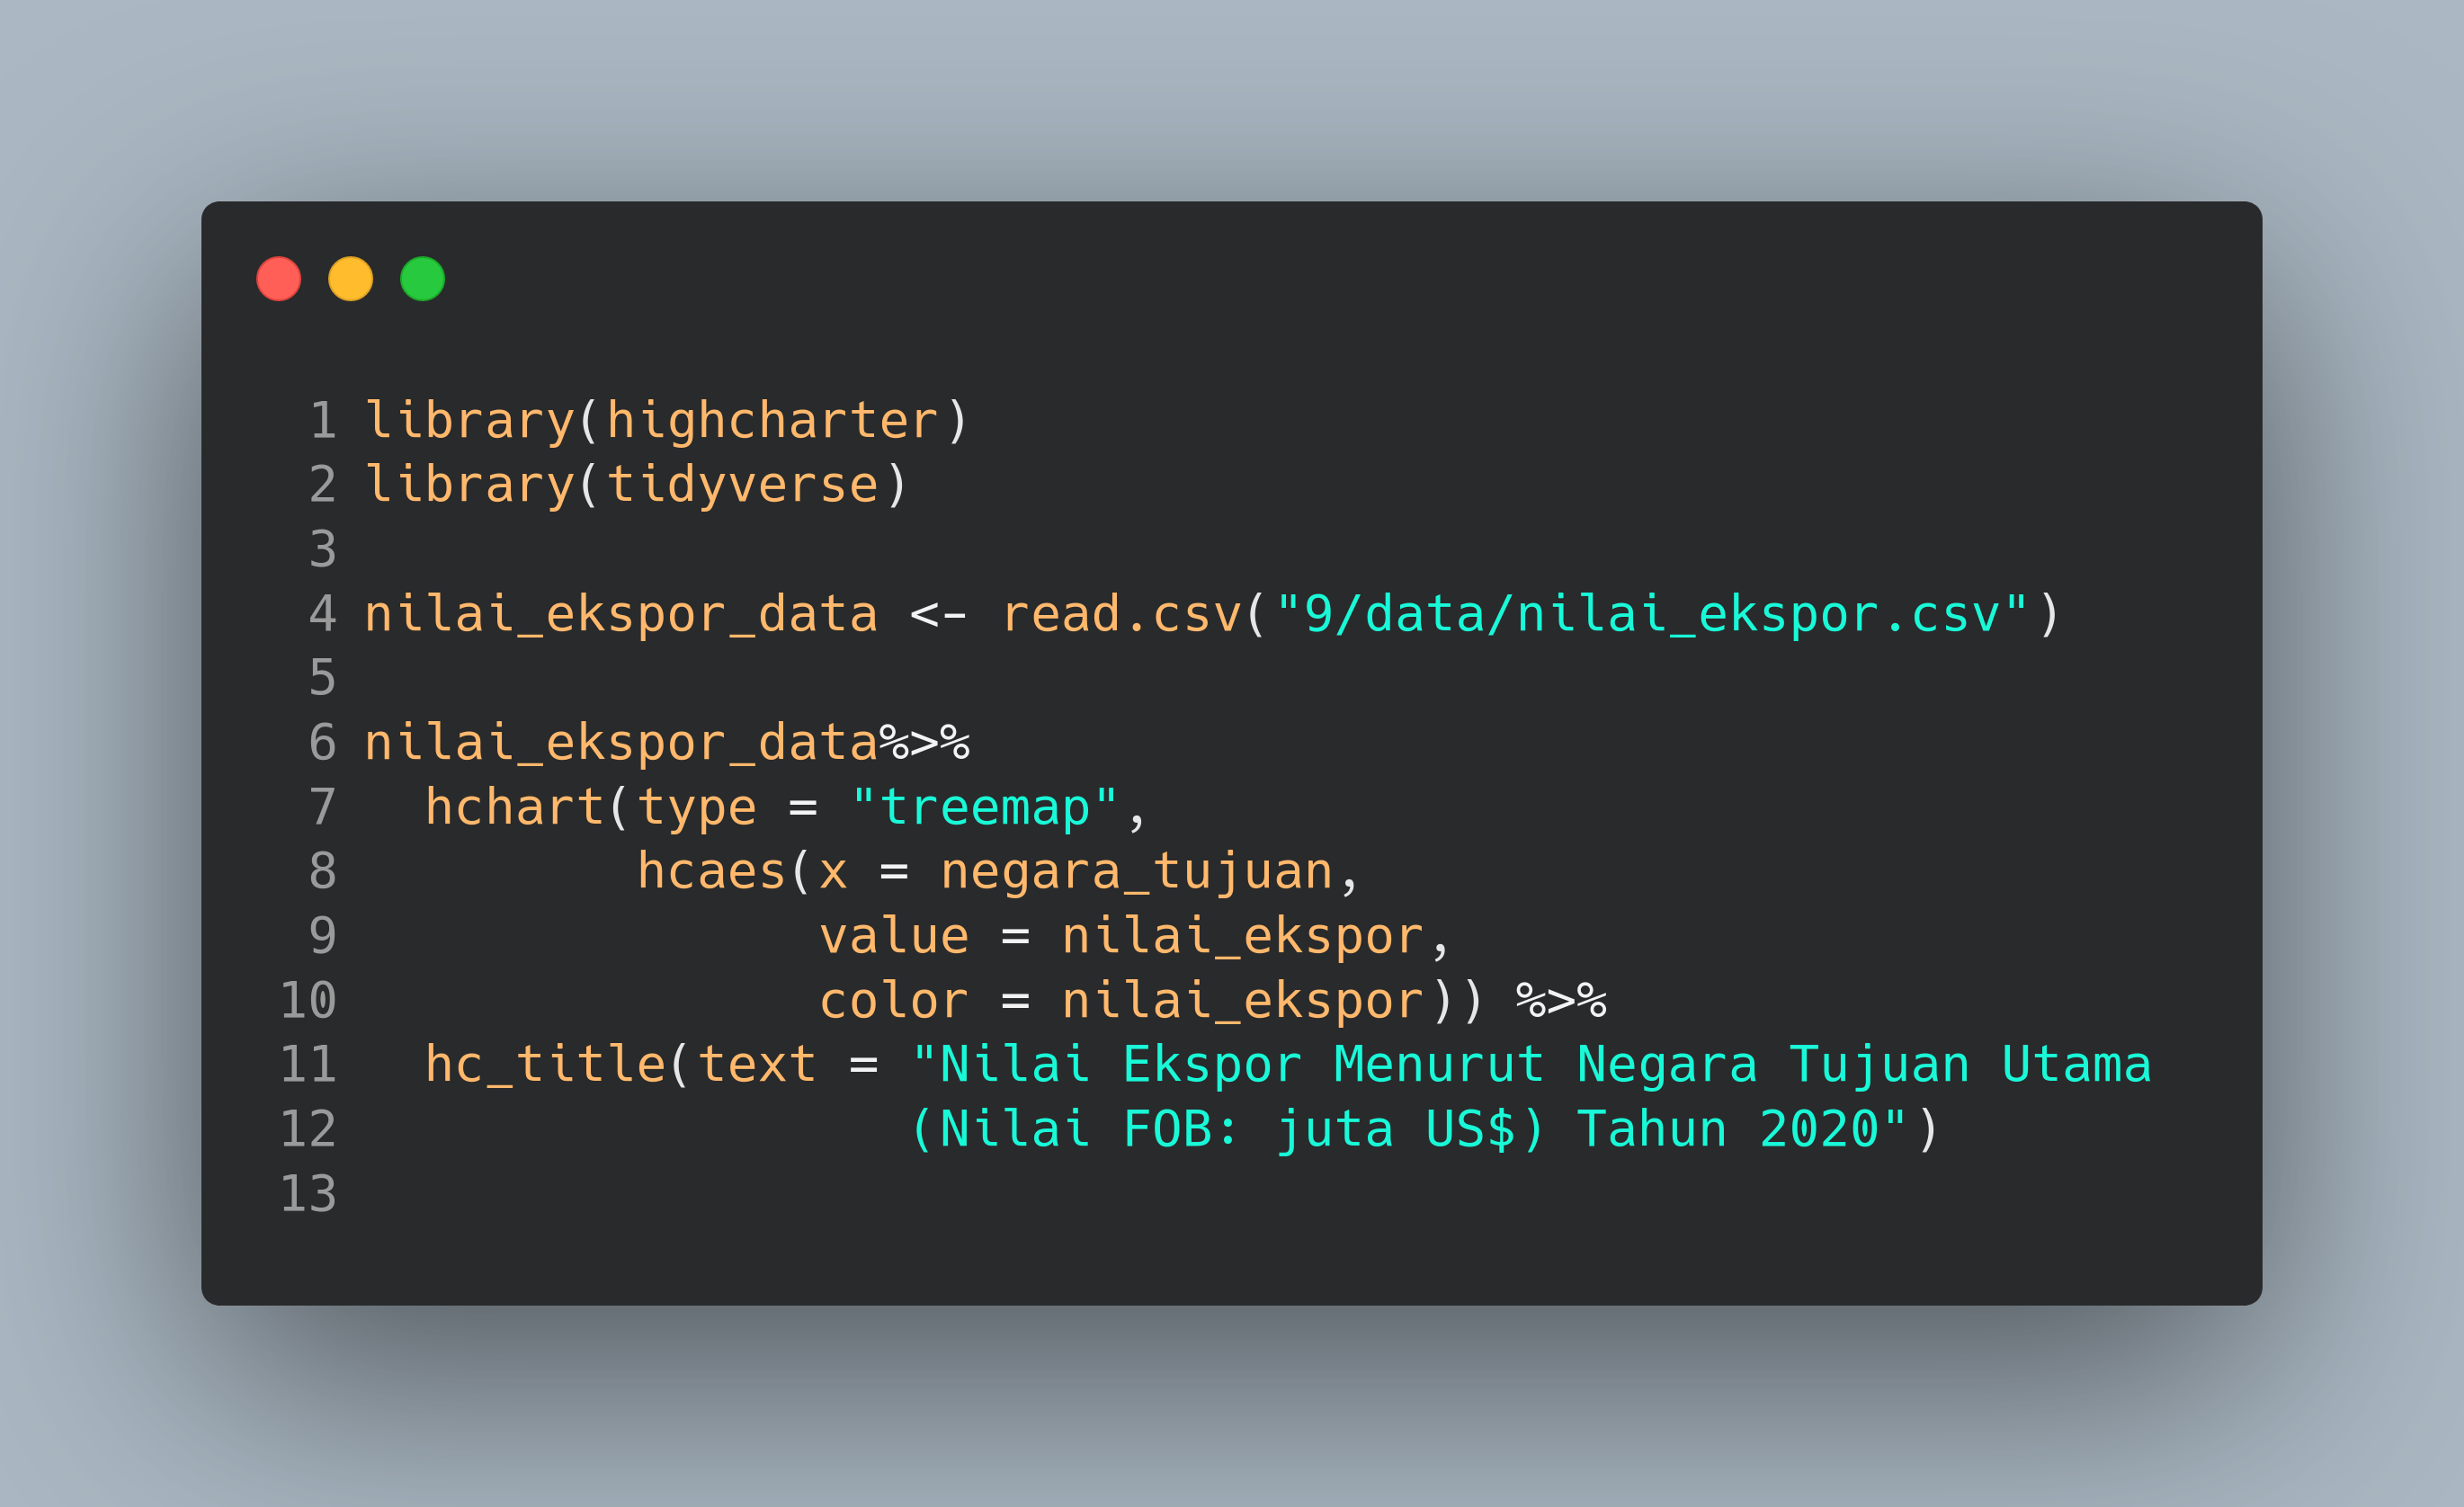 1 library(highcharter)
2 library(tidyverse)
3
4 nilai_ekspor_data <- read.csv("9/data/nilai_ekspor.csv")
5
6 nilai_ekspor_data%>%
7   hchart(type = "treemap",
8          hcaes(x = negara_tujuan,
9                value = nilai_ekspor,
10                color = nilai_ekspor)) %>%
11   hc_title(text = "Nilai Ekspor Menurut Negara Tujuan Utama
12                   (Nilai FOB: juta US$) Tahun 2020")
13